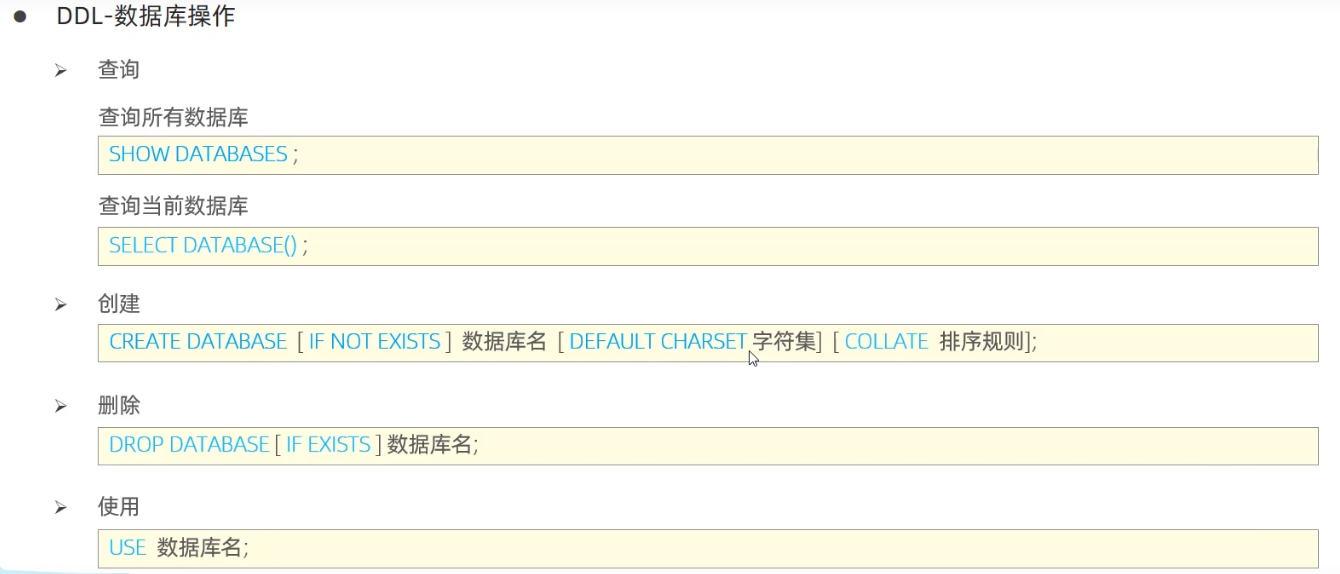 DDL-数据库操作
查询
查询所有数据库
SHOW DATABASES ;
查询当前数据库
SELECT DATABASE() ;
创建
CREATE DATABASE [ IF NOT EXISTS ] 数据库名 [ DEFAULT CHARSET 字符集] [ COLLATE 排序规则];
删除
DROP DATABASE [ IF EXISTS ] 数据库名;
使用
USE 数据库名;